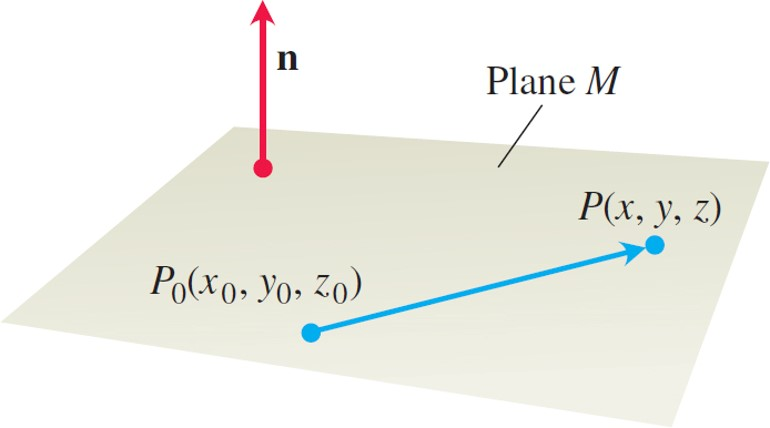 n
Plane M
P(x, y, z)
P₀(x₀, y₀, z₀)